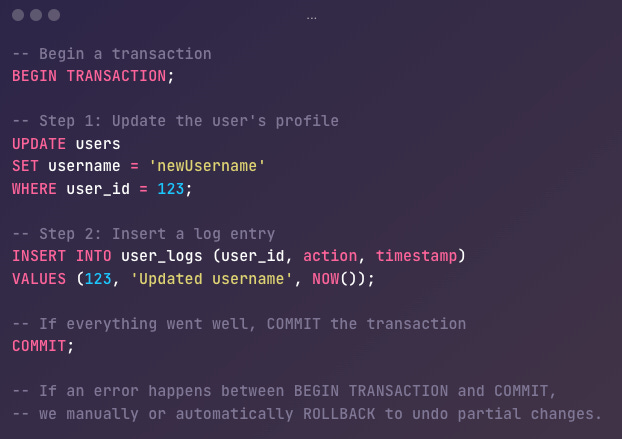 ...
-- Begin a transaction
BEGIN TRANSACTION;
-- Step 1: Update the user's profile
UPDATE users
SET username = 'newUsername'
WHERE user_id = 123;
-- Step 2: Insert a log entry
INSERT INTO user_logs (user_id, action, timestamp)
VALUES (123, 'Updated username', NOW());
-- If everything went well, COMMIT the transaction
COMMIT;
-- If an error happens between BEGIN TRANSACTION and COMMIT,
-- we manually or automatically ROLLBACK to undo partial changes.